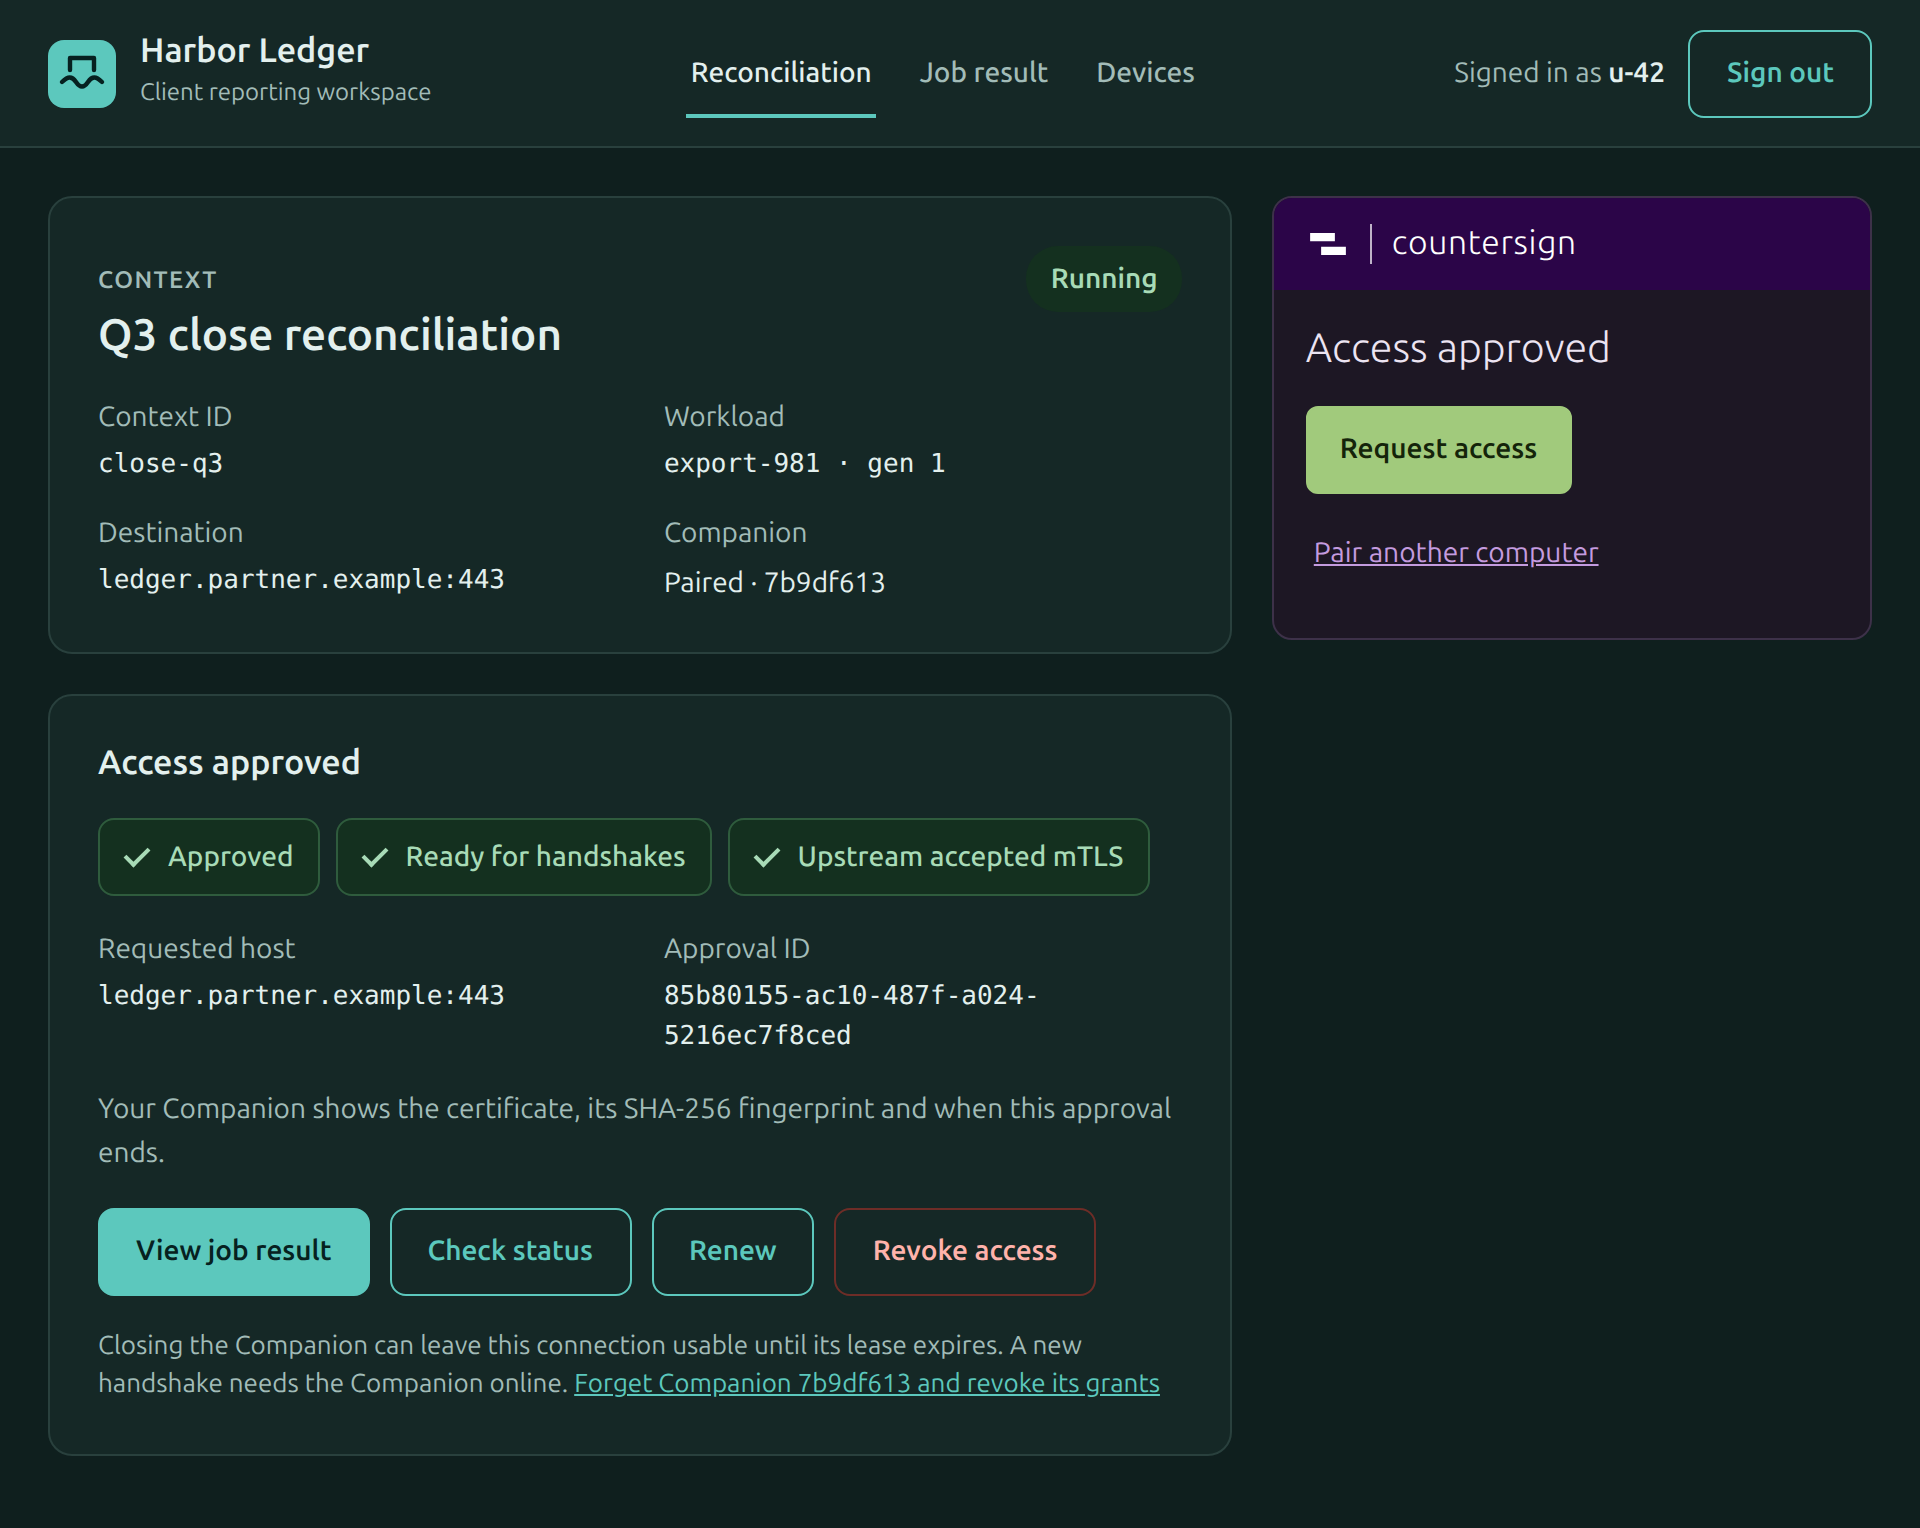 Harbor Ledger
Client reporting workspace
Reconciliation
Job result
Devices
Signed in as u-42
Sign out
CONTEXT
Running
Q3 close reconciliation
Context ID
close-q3
Workload
export-981 · gen 1
Destination
ledger.partner.example:443
Companion
Paired · 7b9df613
countersign
Access approved
Request access
Pair another computer
Access approved
Approved
Ready for handshakes
Upstream accepted mTLS
Requested host
ledger.partner.example:443
Approval ID
85b80155-ac10-487f-a024-
5216ec7f8ced
Your Companion shows the certificate, its SHA-256 fingerprint and when this approval
ends.
View job result
Check status
Renew
Revoke access
Closing the Companion can leave this connection usable until its lease expires. A new
handshake needs the Companion online. Forget Companion 7b9df613 and revoke its grants